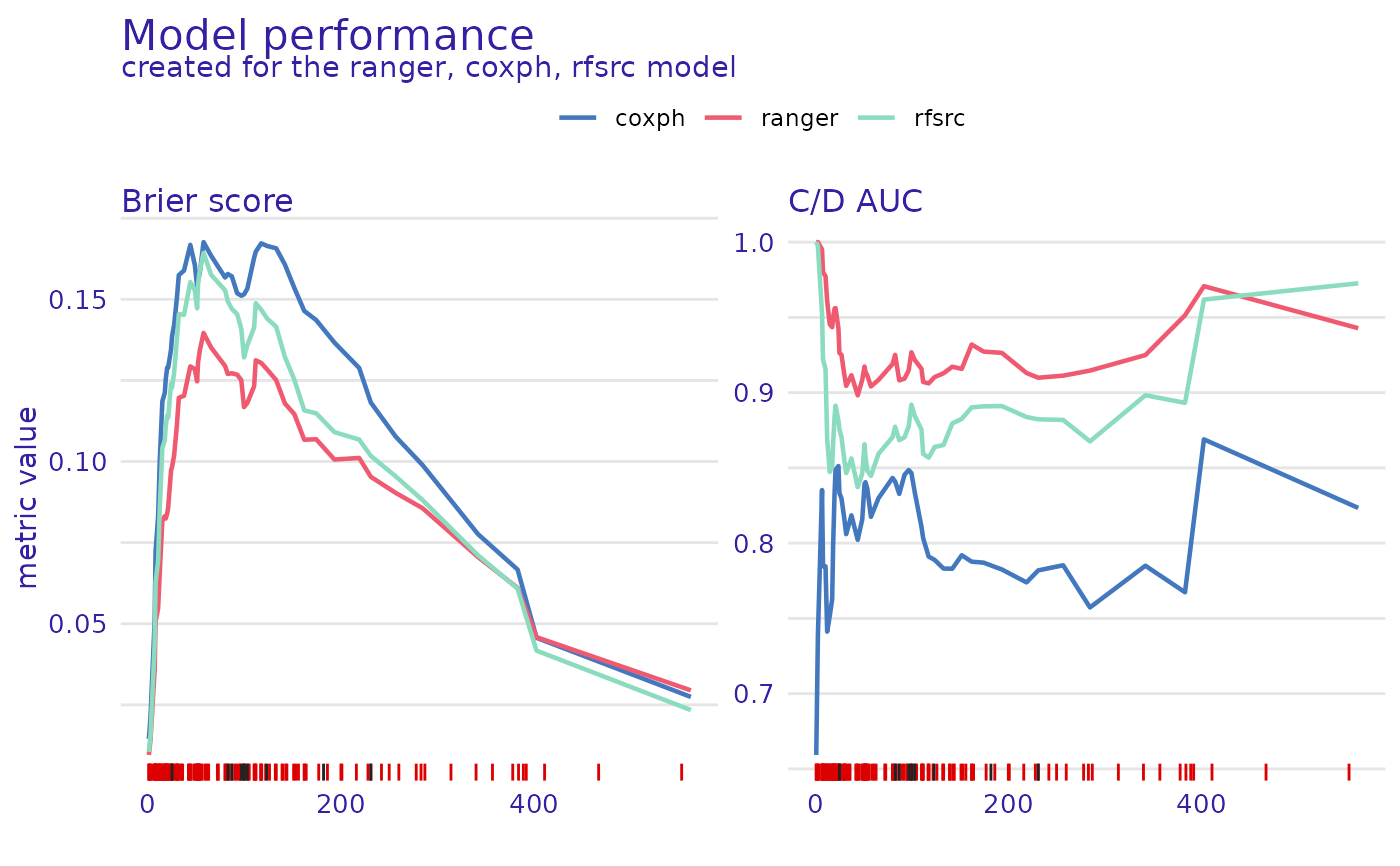 Model performance
created for the ranger, coxph, rfsrc model
coxph ranger rfsrc
Brier score
C/D AUC
metric value
0.15
0.10
0.05
0 200 400
1.0
0.9
0.8
0.7
0 200 400